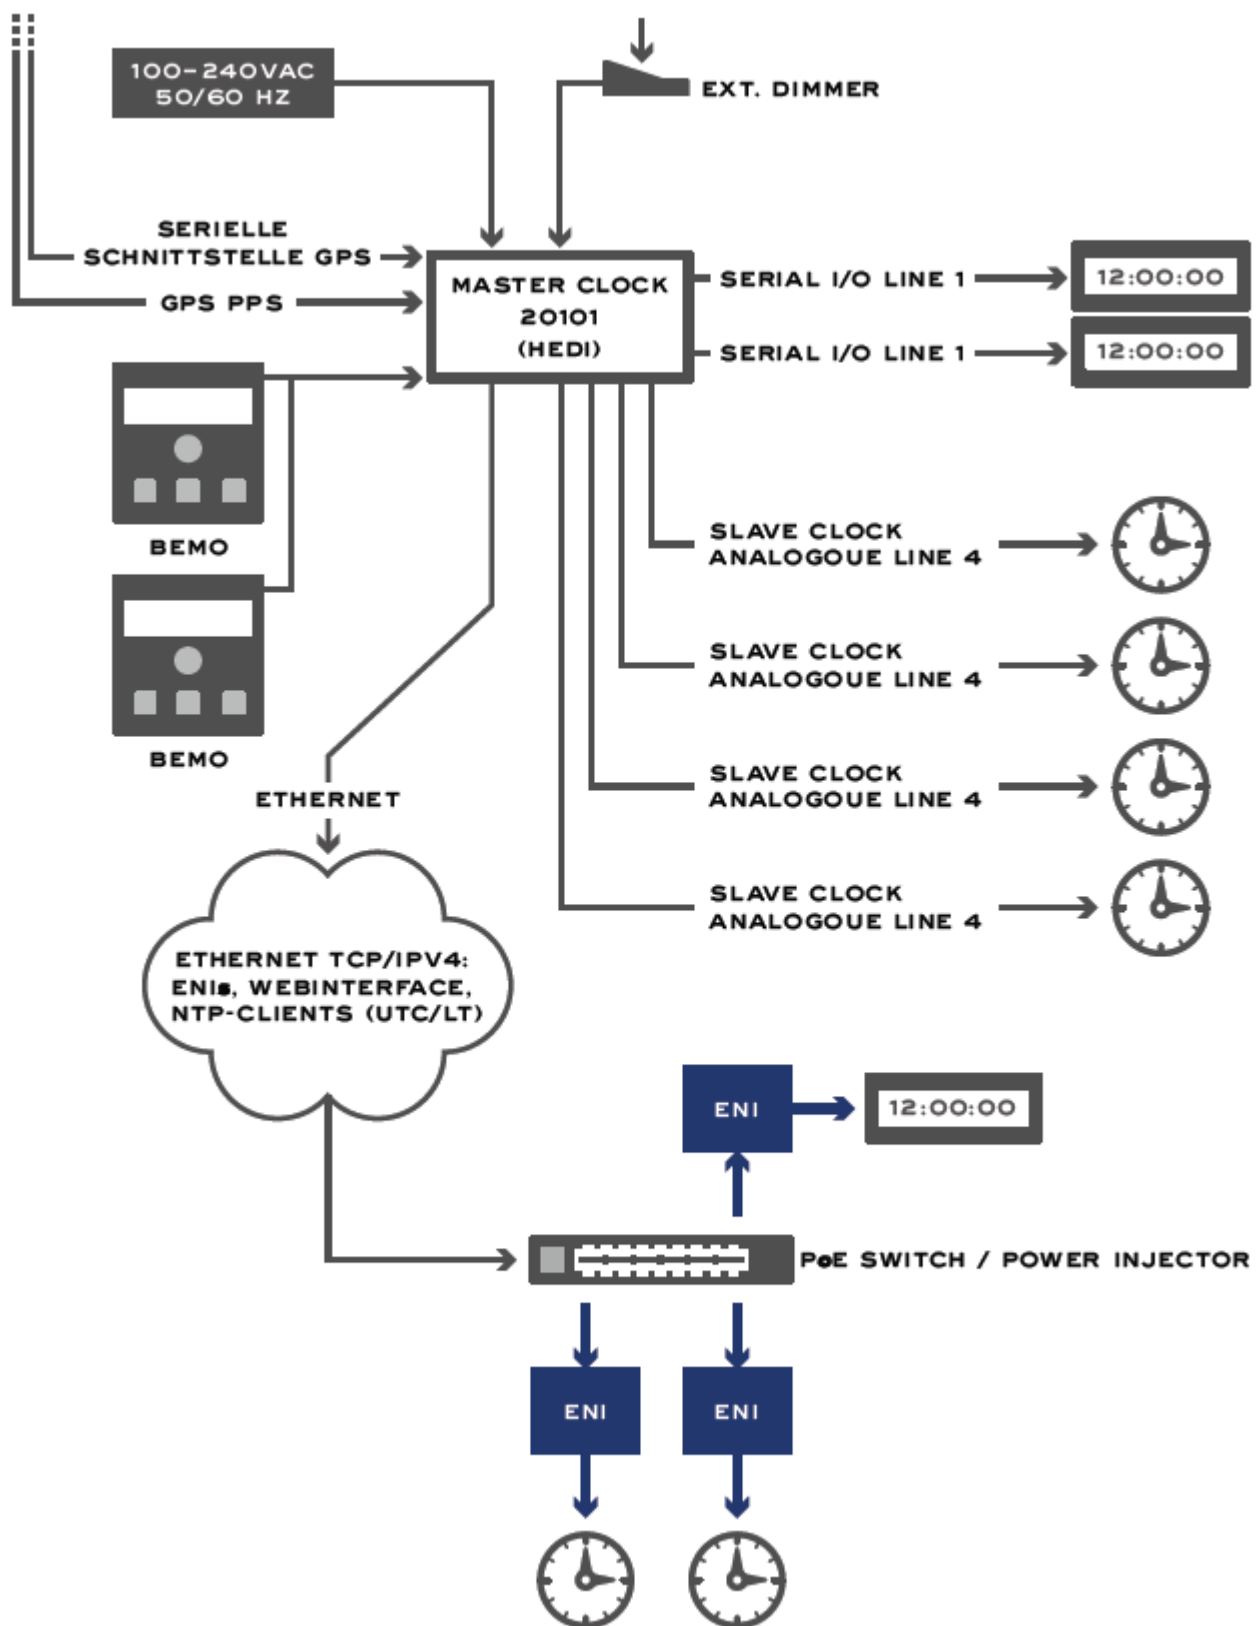 100-240VAC
50/60 HZ
EXT. DIMMER
SERIELLE
SCHNITTSTELLE GPS
GPS PPS
MASTER CLOCK
20101
(HEDI)
SERIAL I/O LINE 1
12:00:00
SERIAL I/O LINE 1
12:00:00
BEMO
BEMO
SLAVE CLOCK
ANALOGOUE LINE 4
SLAVE CLOCK
ANALOGOUE LINE 4
SLAVE CLOCK
ANALOGOUE LINE 4
SLAVE CLOCK
ANALOGOUE LINE 4
ETHERNET
ETHERNET TCP/IPV4:
ENIs, WEBINTERFACE,
NTP-CLIENTS (UTC/LT)
ENI
12:00:00
PoE SWITCH / POWER INJECTOR
ENI
ENI